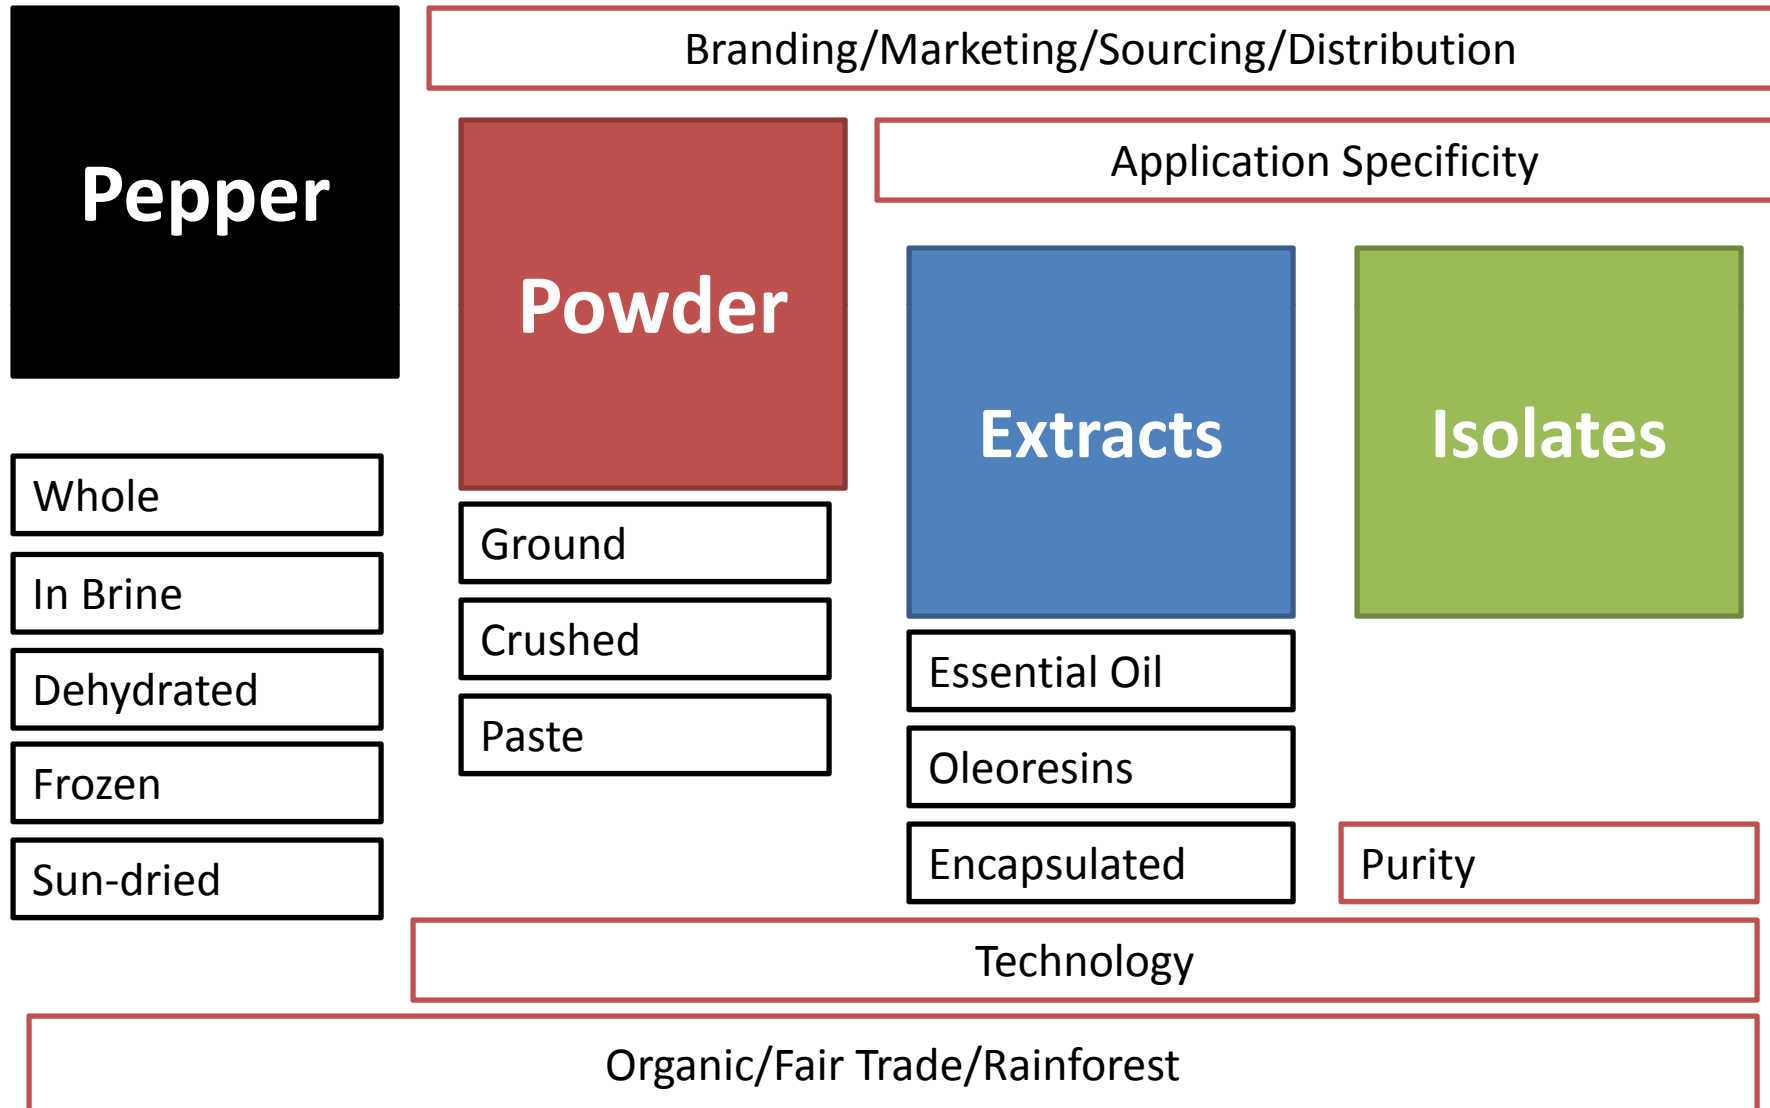 Branding/Marketing/Sourcing/Distribution
Pepper
Application Specificity
Powder
Extracts
Isolates
Whole
In Brine
Dehydrated
Frozen
Sun-dried
Ground
Crushed
Paste
Essential Oil
Oleoresins
Encapsulated
Purity
Technology
Organic/Fair Trade/Rainforest